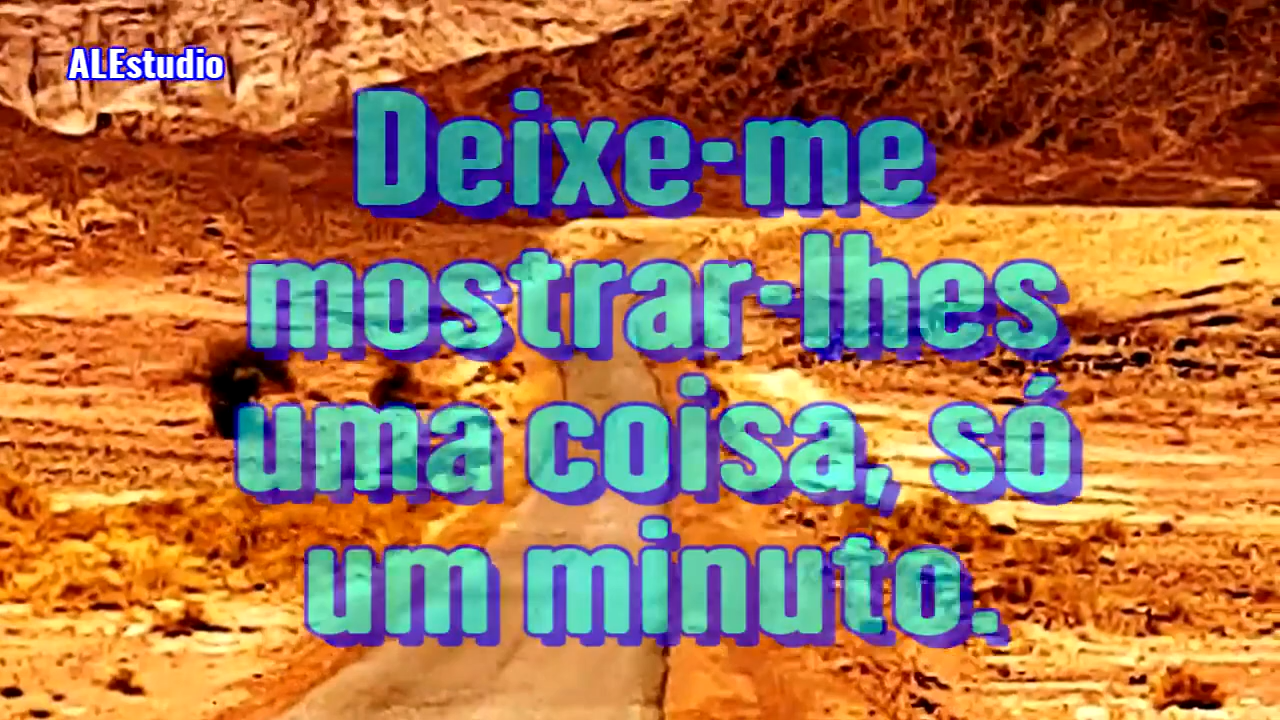 ALEstudio
Deixe-me
mostrar-lhes
uma coisa, só
um minuto.